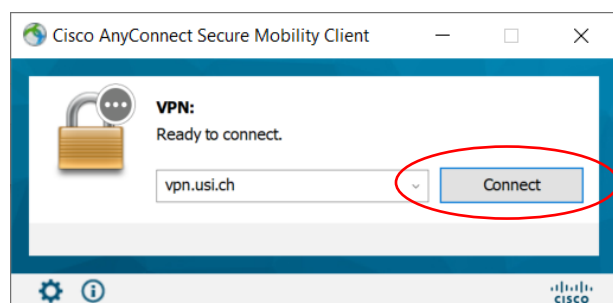 Cisco AnyConnect Secure Mobility Client
VPN:
Ready to connect.
vpn.usi.ch
Connect
CISCO